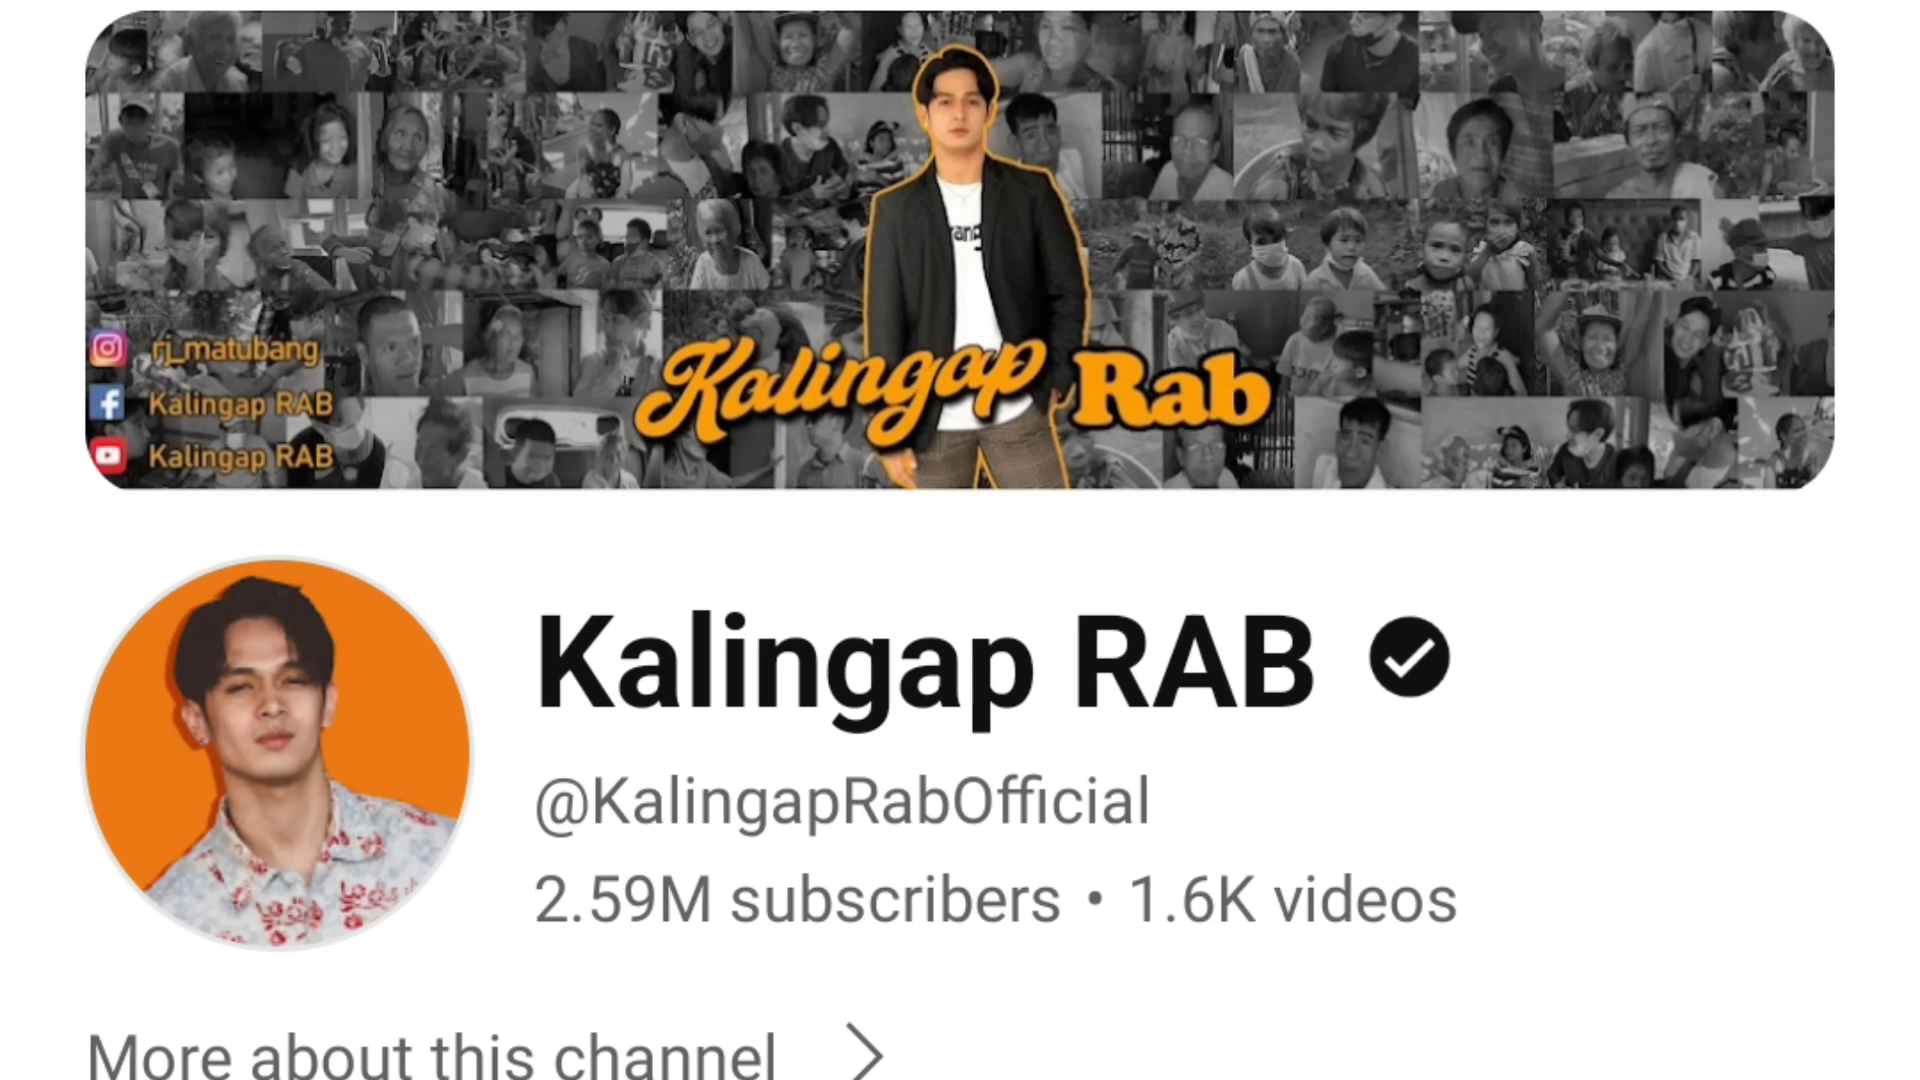 rj_matubang
Kalingap RAB
Kalingap RAB
Kalingap Rab
Kalingap RAB
@KalingapRabOfficial
2.59M subscribers • 1.6K videos
More about this channel